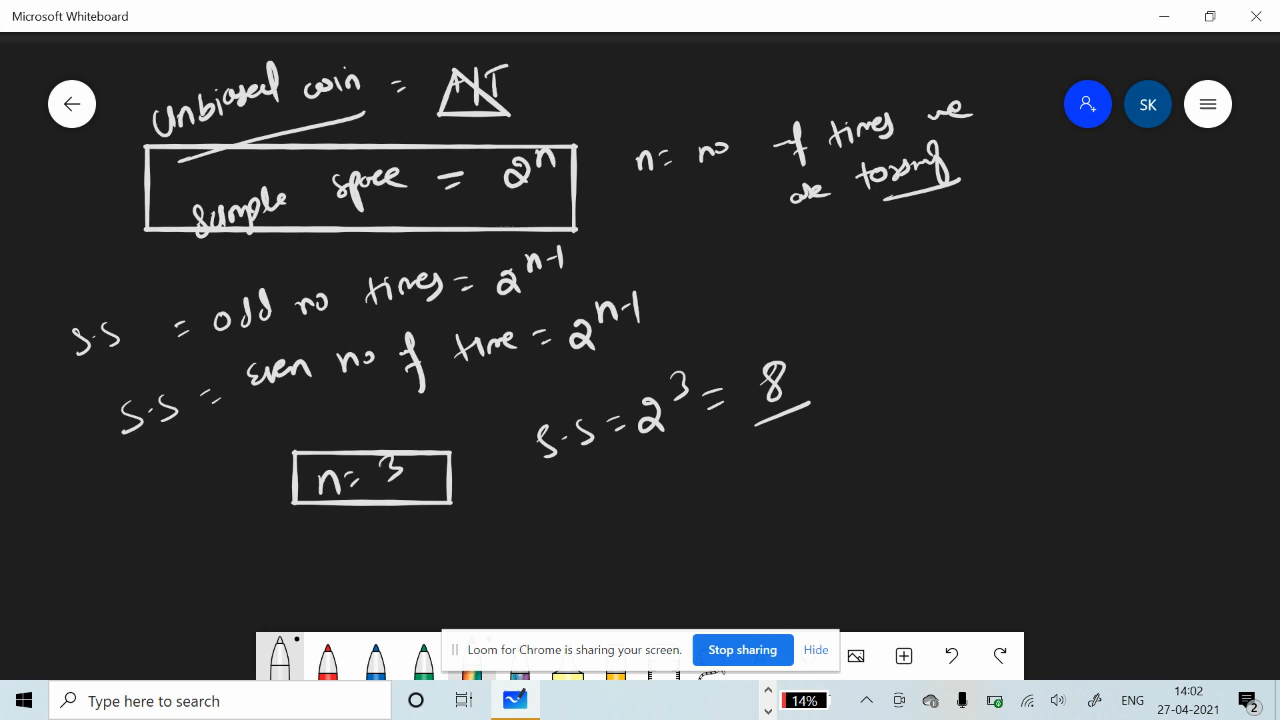 Microsoft Whiteboard
Unbiased coin =
SK
Sample space = 2^n
n = no of times we
are tossing
S.S = odd no times = 2^n-1
S.S = even no of time = 2^n-1
S.S = 2^3 = 8
n = 3
Loom for Chrome is sharing your screen. Stop sharing Hide
Type here to search
14%
ENG
14:02
27-04-2021
2